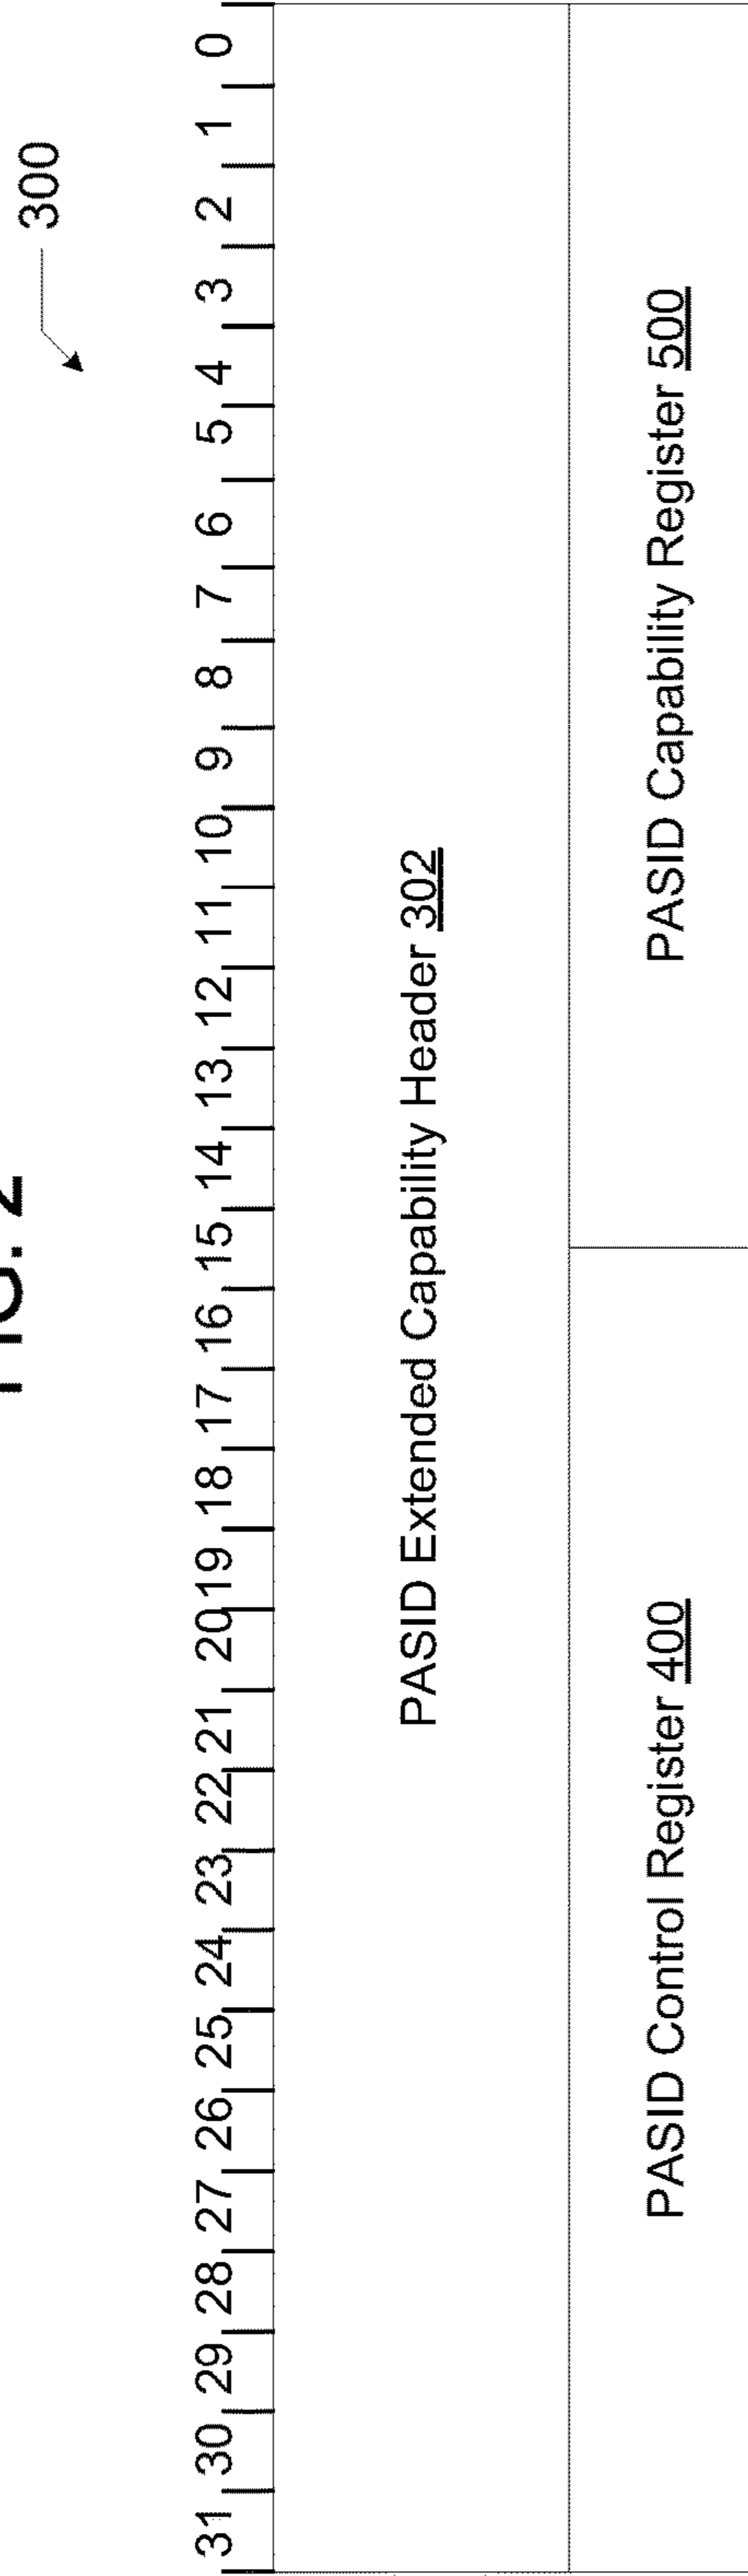 FIG. 2
300
31 30 29 28 27 26 25 24 23 22 21 20 19 18 17 16 15 14 13 12 11 10 9 8 7 6 5 4 3 2 1 0
PASID Extended Capability Header 302
PASID Control Register 400 PASID Capability Register 500